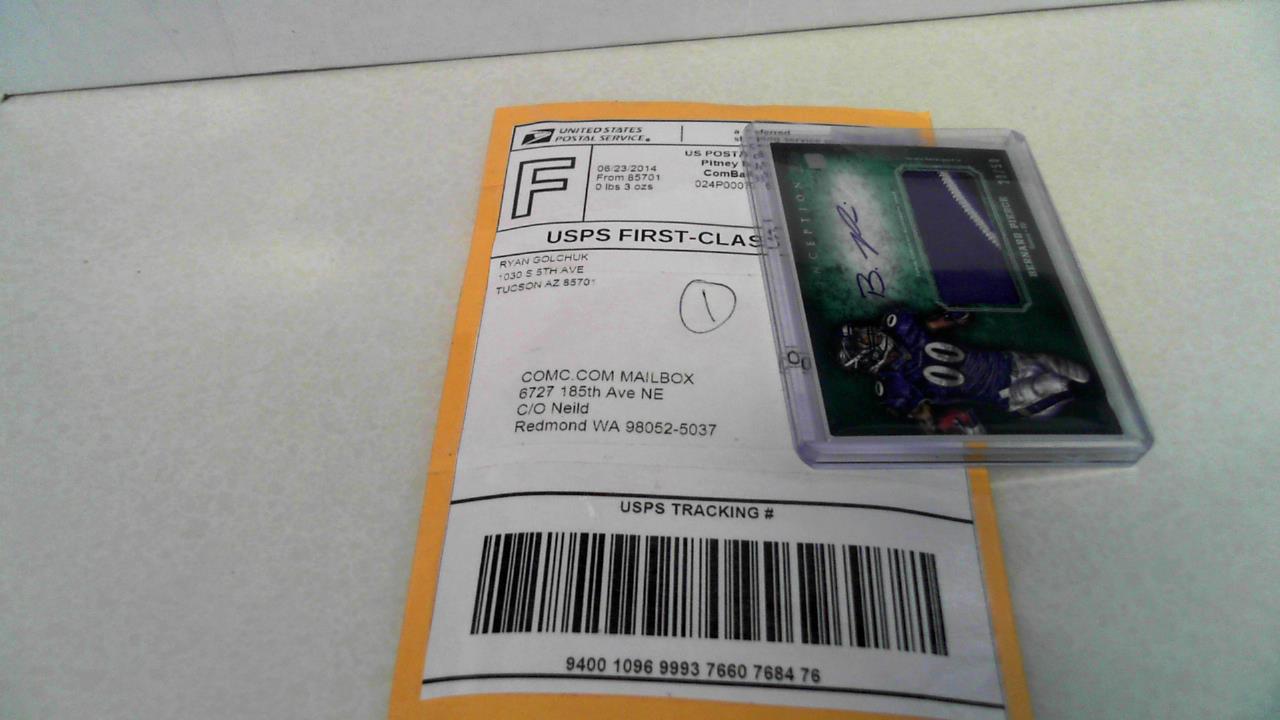 UNITED STATES
POSTAL SERVICE®
F
06/23/2014
From 85701
0 lbs 3 ozs
US POSTA
Pitney
ComBa
024P000
USPS FIRST-CLAS
RYAN GOLCHUK
1030 S 5TH AVE
TUCSON AZ 85701
1
COMC.COM MAILBOX
6727 185th Ave NE
C/O Neild
Redmond WA 98052-5037
USPS TRACKING #
9400 1096 9993 7660 7684 76
INCEPTION
B. P.
BERNARD PIERCE
00